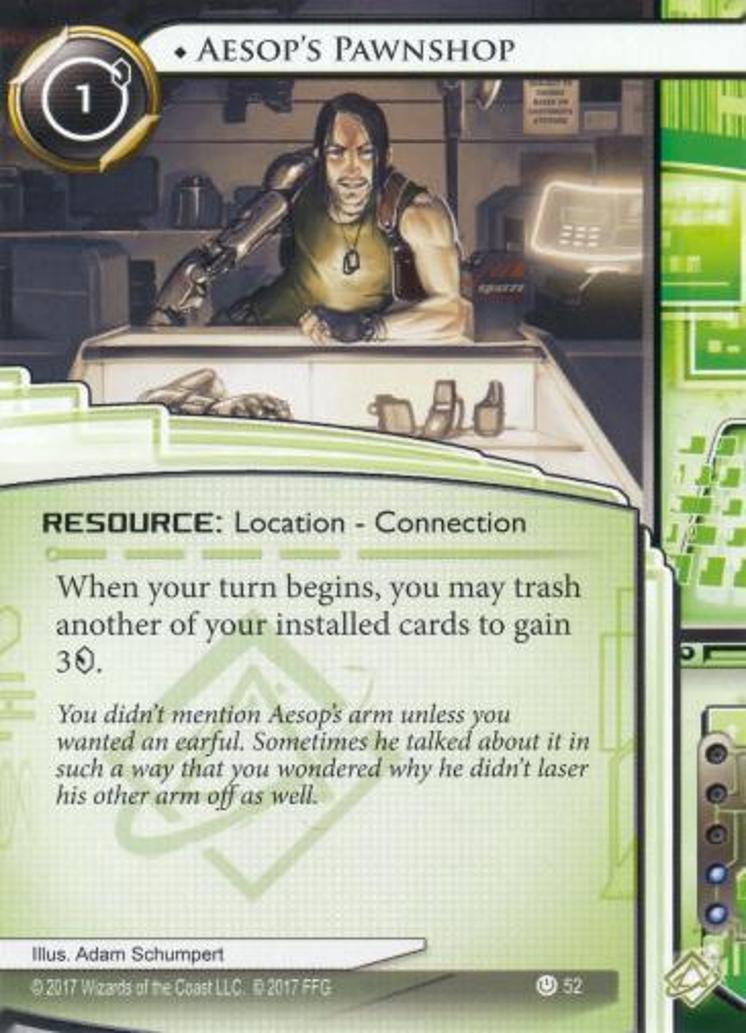 ◆ AESOP'S PAWNSHOP
1
RESOURCE: Location - Connection
When your turn begins, you may trash
another of your installed cards to gain
3.
You didn't mention Aesop's arm unless you
wanted an earful. Sometimes he talked about it in
such a way that you wondered why he didn't laser
his other arm off as well.
Illus. Adam Schumpert
© 2017 Wizards of the Coast LLC. © 2017 FFG
52